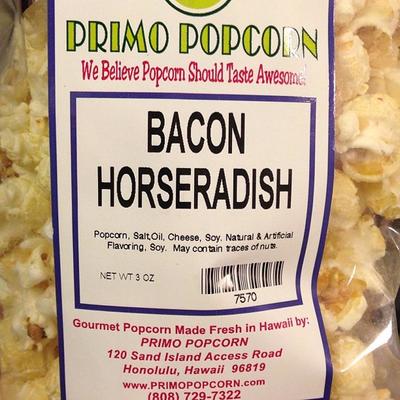 PRIMO POPCORN
We Believe Popcorn Should Taste Awesome!
BACON
HORSERADISH
Popcorn, Salt,Oil, Cheese, Soy. Natural & Artificial
Flavoring, Soy. May contain traces of nuts.
NET WT 3 OZ
7570
Gourmet Popcorn Made Fresh in Hawaii by:
PRIMO POPCORN
120 Sand Island Access Road
Honolulu, Hawaii 96819
www.PRIMOPOPCORN.com
(808) 729-7322